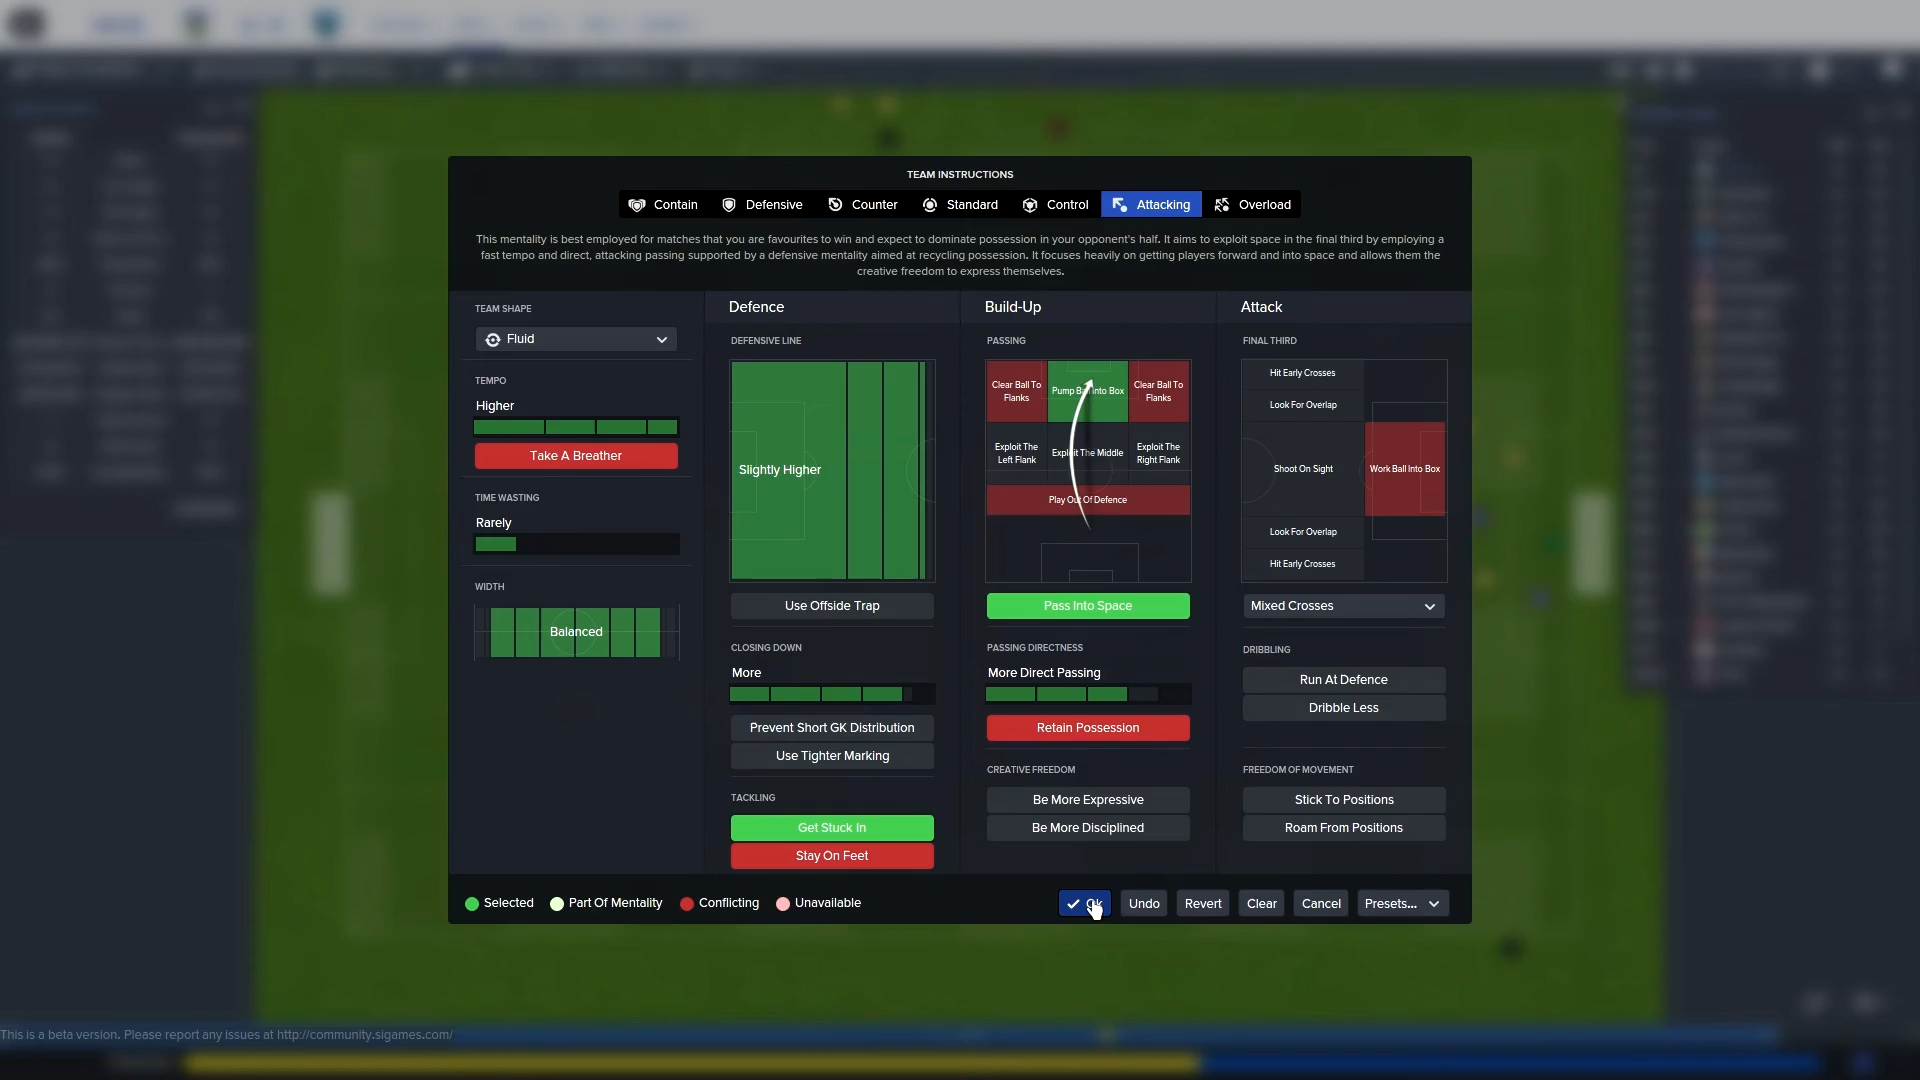 TEAM INSTRUCTIONS
Contain
Defensive
Counter
Standard
Control
Attacking
Overload
This mentality is best employed for matches that you are favourites to win and expect to dominate possession in your opponent's half. It aims to exploit space in the final third by employing a
fast tempo and direct, attacking passing supported by a defensive mentality aimed at recycling possession. It focuses heavily on getting players forward and into space and allows them the
creative freedom to express themselves.
TEAM SHAPE
Fluid
TEMPO
Higher
Take A Breather
TIME WASTING
Rarely
WIDTH
Balanced
Defence
DEFENSIVE LINE
Slightly Higher
Use Offside Trap
CLOSING DOWN
More
Prevent Short GK Distribution
Use Tighter Marking
TACKLING
Get Stuck In
Stay On Feet
Build-Up
PASSING
Clear Ball To
Flanks
Pump Ball Into Box
Clear Ball To
Flanks
Exploit The
Left Flank
Exploit The Middle
Exploit The
Right Flank
Play Out Of Defence
Pass Into Space
PASSING DIRECTNESS
More Direct Passing
Retain Possession
CREATIVE FREEDOM
Be More Expressive
Be More Disciplined
Attack
FINAL THIRD
Hit Early Crosses
Look For Overlap
Shoot On Sight
Work Ball Into Box
Look For Overlap
Hit Early Crosses
Mixed Crosses
DRIBBLING
Run At Defence
Dribble Less
FREEDOM OF MOVEMENT
Stick To Positions
Roam From Positions
Selected
Part Of Mentality
Conflicting
Unavailable
Ok
Undo
Revert
Clear
Cancel
Presets...
This is a beta version. Please report any issues at http://community.sigames.com/